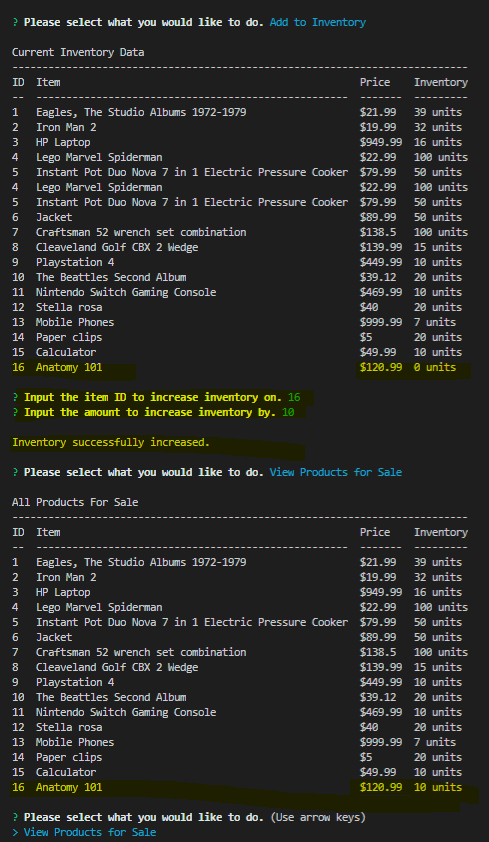 ? Please select what you would like to do. Add to Inventory
Current Inventory Data
----------------------------------------------------------------------------
ID  Item                                                  Price    Inventory
--  ----------------------------------------------------  -------  ---------
1   Eagles, The Studio Albums 1972-1979                   $21.99   39 units
2   Iron Man 2                                            $19.99   32 units
3   HP Laptop                                             $949.99  16 units
4   Lego Marvel Spiderman                                 $22.99   100 units
5   Instant Pot Duo Nova 7 in 1 Electric Pressure Cooker  $79.99   50 units
4   Lego Marvel Spiderman                                 $22.99   100 units
5   Instant Pot Duo Nova 7 in 1 Electric Pressure Cooker  $79.99   50 units
6   Jacket                                                $89.99   50 units
7   Craftsman 52 wrench set combination                   $138.5   100 units
8   Cleaveland Golf CBX 2 Wedge                           $139.99  15 units
9   Playstation 4                                         $449.99  10 units
10  The Beattles Second Album                             $39.12   20 units
11  Nintendo Switch Gaming Console                        $469.99  10 units
12  Stella rosa                                           $40      20 units
13  Mobile Phones                                         $999.99  7 units
14  Paper clips                                           $5       20 units
15  Calculator                                            $49.99   10 units
16  Anatomy 101                                           $120.99  0 units
? Input the item ID to increase inventory on. 16
? Input the amount to increase inventory by. 10
Inventory successfully increased.
? Please select what you would like to do. View Products for Sale
All Products For Sale
----------------------------------------------------------------------------
ID  Item                                                  Price    Inventory
--  ----------------------------------------------------  -------  ---------
1   Eagles, The Studio Albums 1972-1979                   $21.99   39 units
2   Iron Man 2                                            $19.99   32 units
3   HP Laptop                                             $949.99  16 units
4   Lego Marvel Spiderman                                 $22.99   100 units
5   Instant Pot Duo Nova 7 in 1 Electric Pressure Cooker  $79.99   50 units
6   Jacket                                                $89.99   50 units
7   Craftsman 52 wrench set combination                   $138.5   100 units
8   Cleaveland Golf CBX 2 Wedge                           $139.99  15 units
9   Playstation 4                                         $449.99  10 units
10  The Beattles Second Album                             $39.12   20 units
11  Nintendo Switch Gaming Console                        $469.99  10 units
12  Stella rosa                                           $40      20 units
13  Mobile Phones                                         $999.99  7 units
14  Paper clips                                           $5       20 units
15  Calculator                                            $49.99   10 units
16  Anatomy 101                                           $120.99  10 units
? Please select what you would like to do. (Use arrow keys)
> View Products for Sale